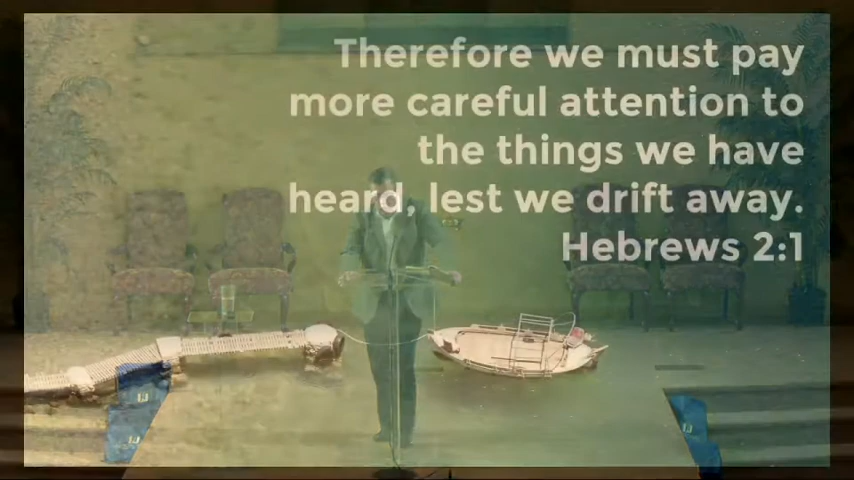 Therefore we must pay
more careful attention to
the things we have
heard, lest we drift away.
Hebrews 2:1